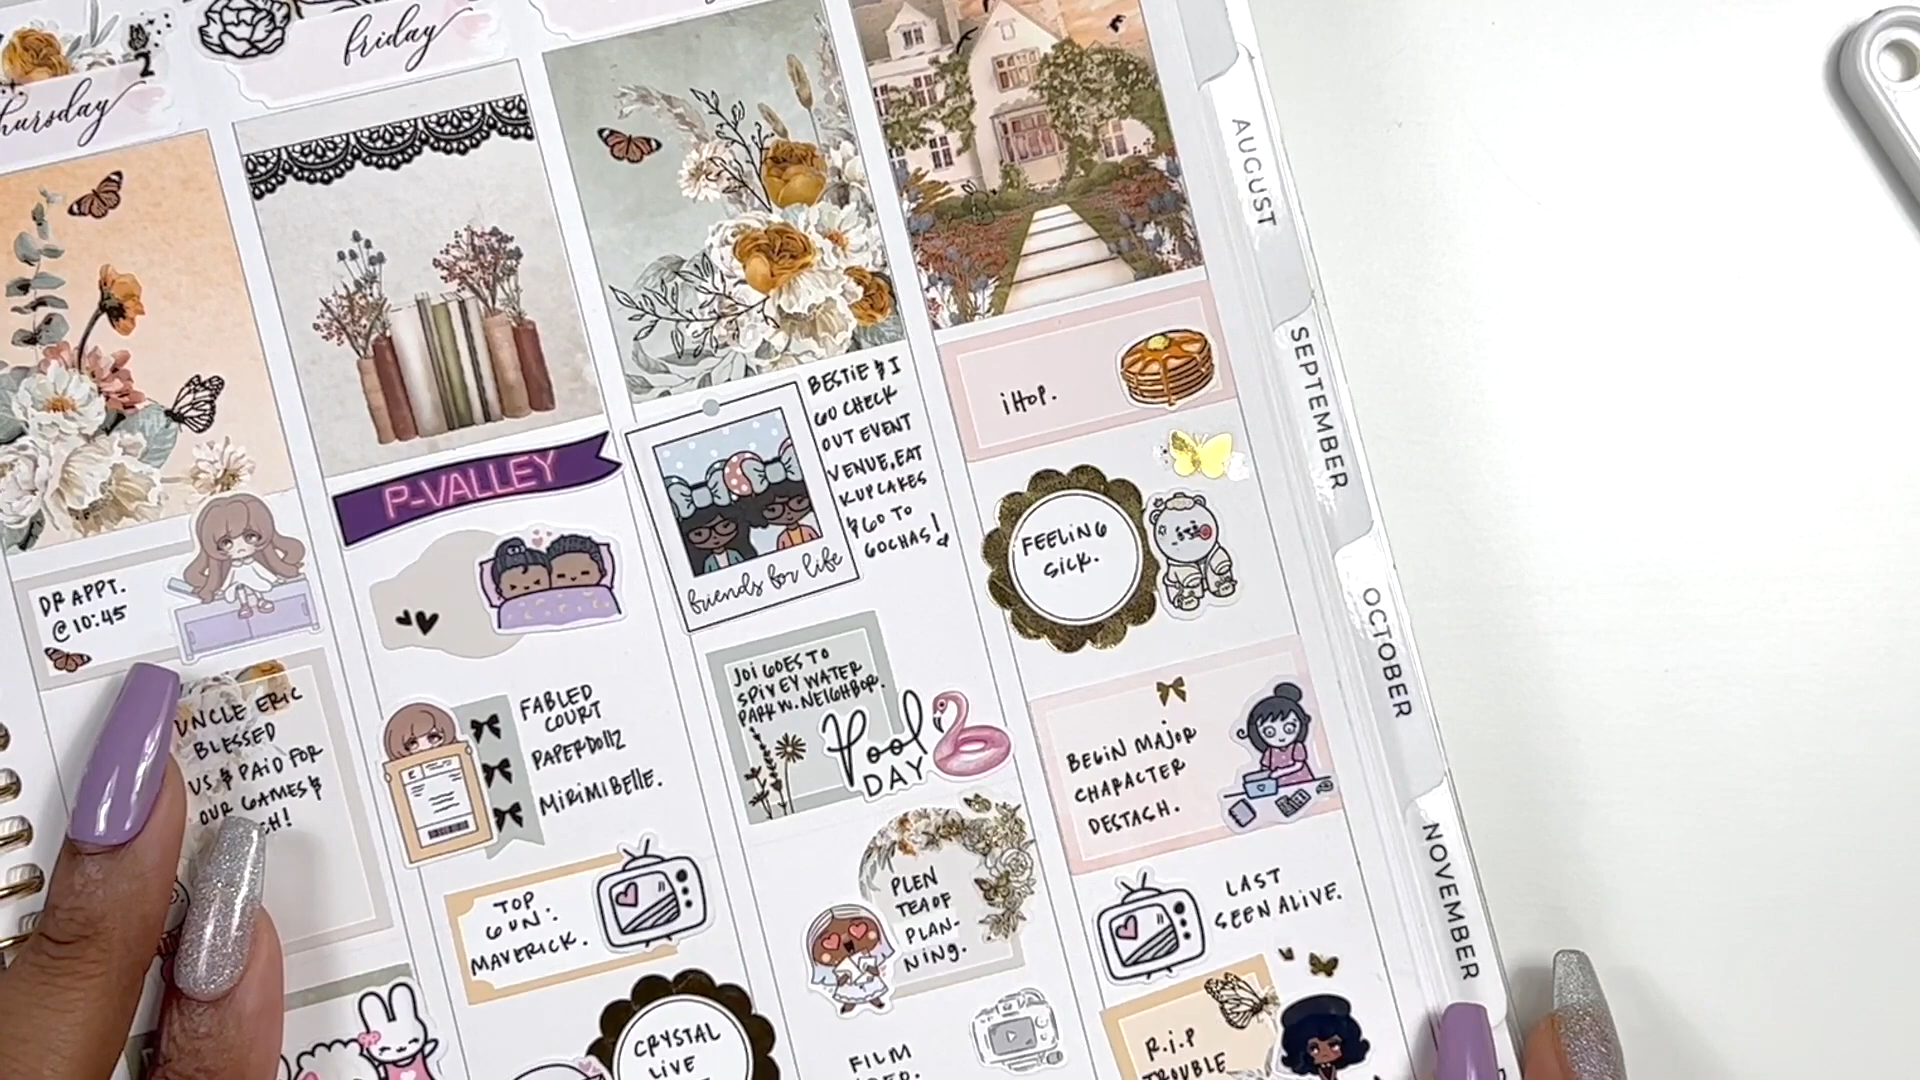 2
friday
AUGUST
SEPTEMBER
OCTOBER
NOVEMBER
DR APPT.
@ 10:45
UNCLE ERIC
BLESSED
US & PAID FOR
OUR GAMES &
P-VALLEY
FABLED
COURT
PAPERDOLLZ
MIRIMIBELLE.
TOP
GUN:
MAVERICK.
CRYSTAL
LIVE
BESTIE & I
GO CHECK
OUT EVENT
VENUE, EAT
KUPCAKES
& GO TO
GOCHAS!
friends for life
JOI GOES TO
SPIVEY WATER
PARK W. NEIGHBOR.
Pool
DAY
PLEN
TEA OF
PLAN-
NING.
FILM
iHOP.
FEELING
SICK.
BEGIN MAJOR
CHARACTER
DESTASH.
LAST
SEEN ALIVE.
R.I.P
TROUBLE